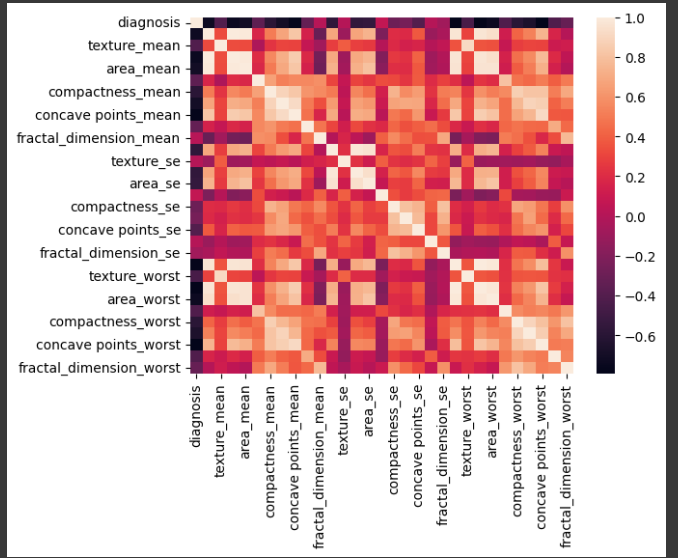 diagnosis
texture_mean
area_mean
compactness_mean
concave points_mean
fractal_dimension_mean
texture_se
area_se
compactness_se
concave points_se
fractal_dimension_se
texture_worst
area_worst
compactness_worst
concave points_worst
fractal_dimension_worst
diagnosis
texture_mean
area_mean
compactness_mean
concave points_mean
fractal_dimension_mean
texture_se
area_se
compactness_se
concave points_se
fractal_dimension_se
texture_worst
area_worst
compactness_worst
concave points_worst
fractal_dimension_worst
1.0
0.8
0.6
0.4
0.2
0.0
−0.2
−0.4
−0.6